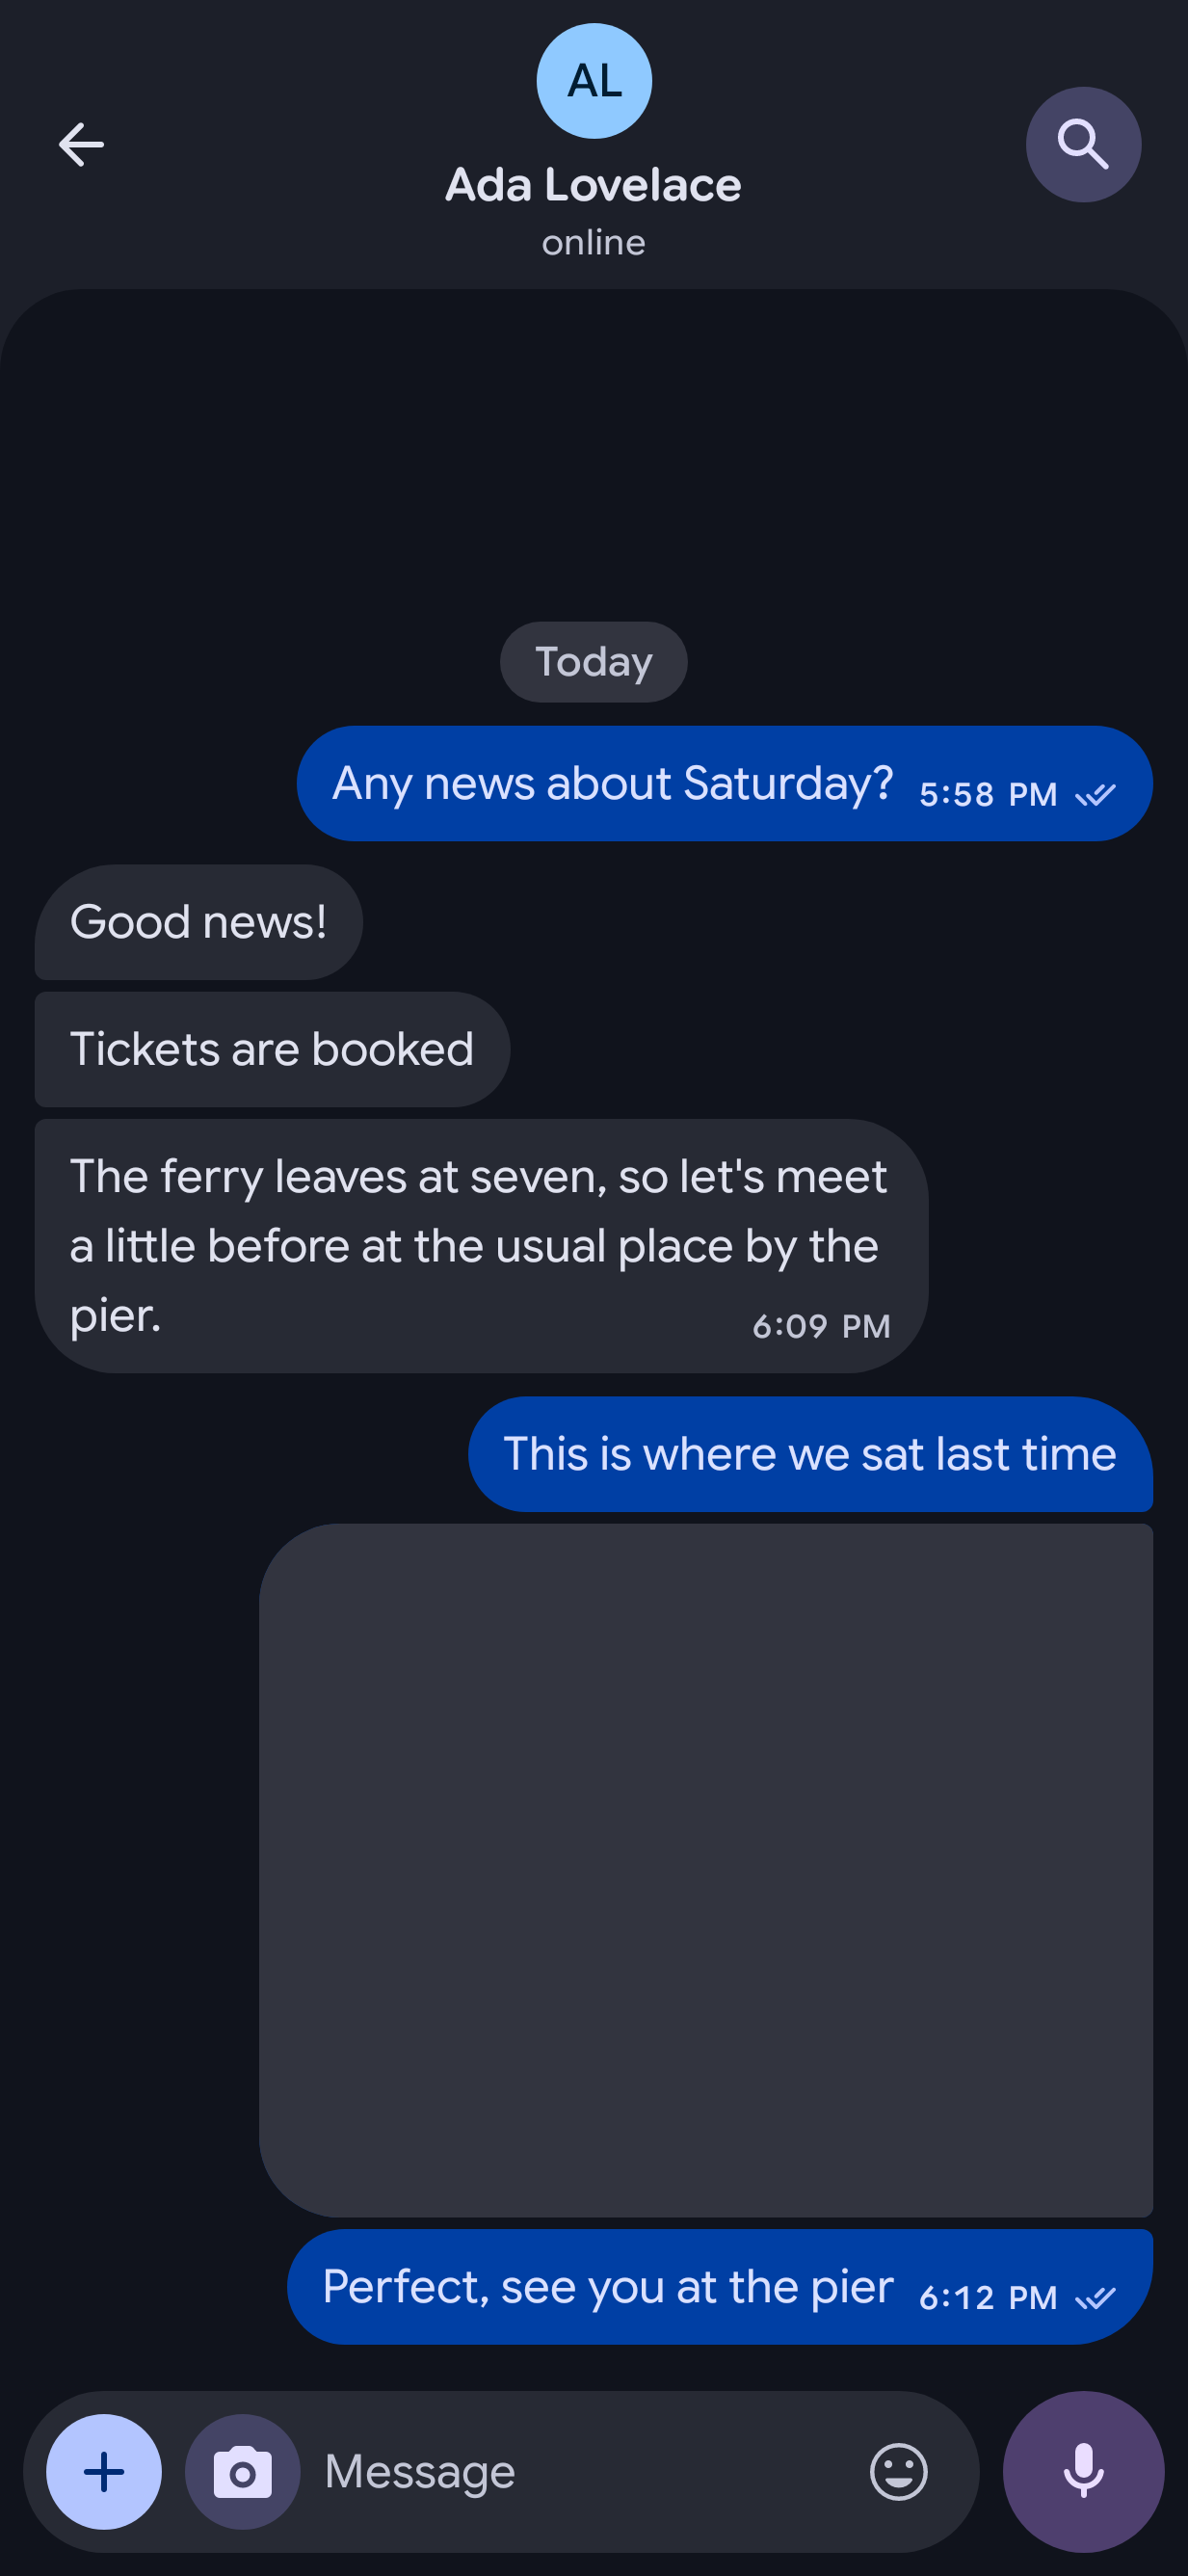 AL
Ada Lovelace
online
Today
Any news about Saturday? 5:58 PM
Good news!
Tickets are booked
The ferry leaves at seven, so let's meet
a little before at the usual place by the
pier. 6:09 PM
This is where we sat last time
Perfect, see you at the pier 6:12 PM
Message